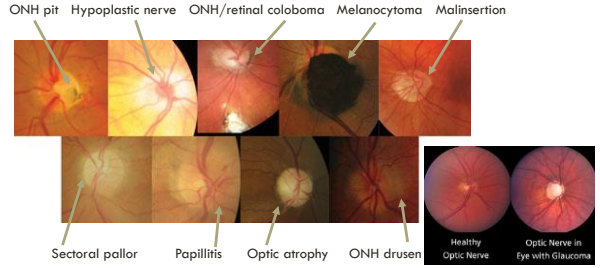 ONH pit
Hypoplastic nerve
ONH/retinal coloboma
Melanocytoma
Malinsertion
Sectoral pallor
Papillitis
Optic atrophy
ONH drusen
Healthy
Optic Nerve
Optic Nerve in
Eye with Glaucoma